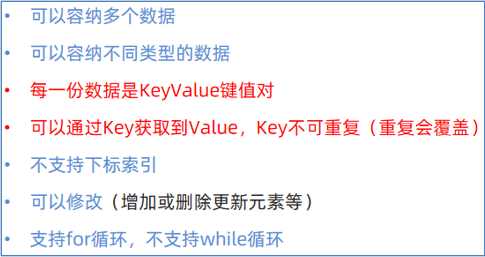 • 可以容纳多个数据
• 可以容纳不同类型的数据
• 每一份数据是KeyValue键值对
• 可以通过Key获取到Value，Key不可重复（重复会覆盖）
• 不支持下标索引
• 可以修改（增加或删除更新元素等）
• 支持for循环，不支持while循环